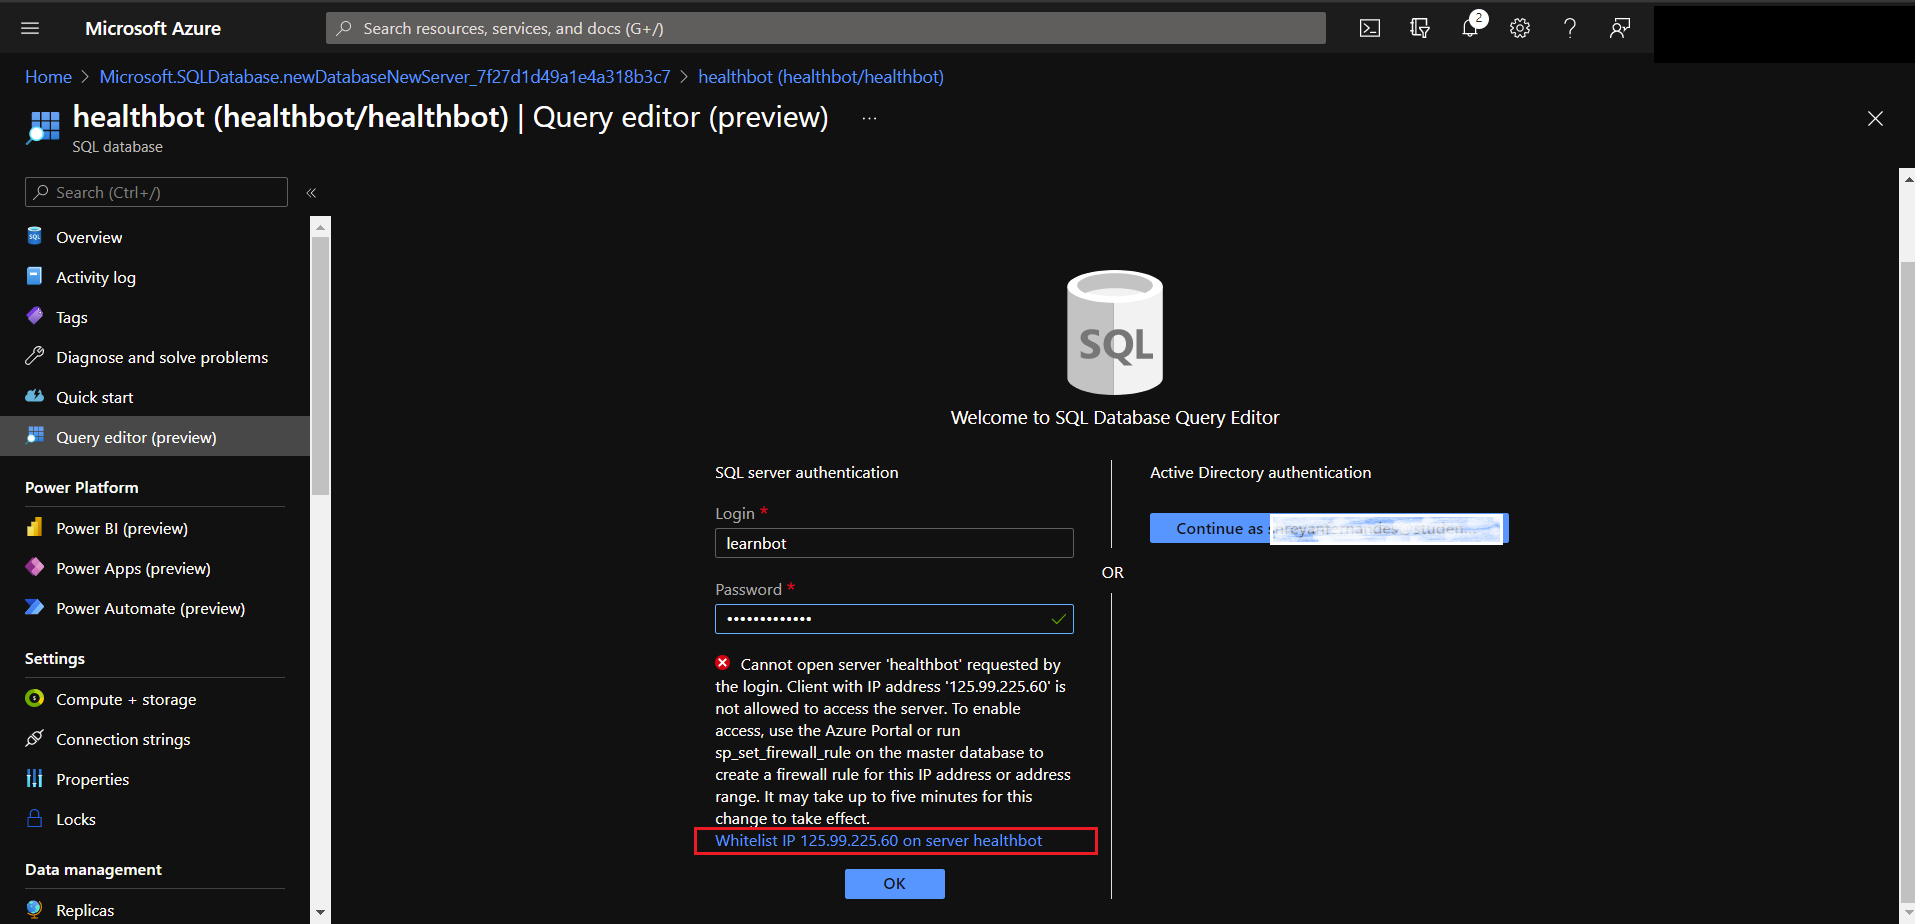 Microsoft Azure
Search resources, services, and docs (G+/)
2
Home > Microsoft.SQLDatabase.newDatabaseNewServer_7f27d1d49a1e4a318b3c7 > healthbot (healthbot/healthbot)
healthbot (healthbot/healthbot) | Query editor (preview) ...
SQL database
Search (Ctrl+/)
«
Overview
Activity log
Tags
Diagnose and solve problems
Quick start
Query editor (preview)
Power Platform
Power BI (preview)
Power Apps (preview)
Power Automate (preview)
Settings
Compute + storage
Connection strings
Properties
Locks
Data management
Replicas
SQL
Welcome to SQL Database Query Editor
SQL server authentication
Login *
learnbot
Password *
•••••••••••••
Cannot open server 'healthbot' requested by
the login. Client with IP address '125.99.225.60' is
not allowed to access the server. To enable
access, use the Azure Portal or run
sp_set_firewall_rule on the master database to
create a firewall rule for this IP address or address
range. It may take up to five minutes for this
change to take effect.
Whitelist IP 125.99.225.60 on server healthbot
OK
OR
Active Directory authentication
Continue as